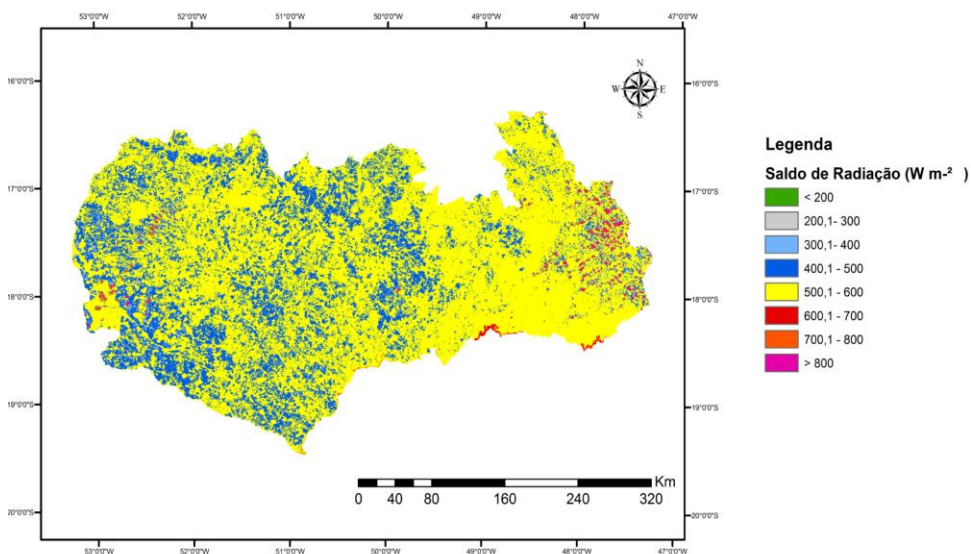 53°0'0"W 52°0'0"W 51°0'0"W 50°0'0"W 49°0'0"W 48°0'0"W 47°0'0"W
16°0'0"S 16°0'0"S
N
W E
S
17°0'0"S 17°0'0"S
18°0'0"S 18°0'0"S
19°0'0"S 19°0'0"S
20°0'0"S 20°0'0"S
Km
0 40 80 160 240 320
53°0'0"W 52°0'0"W 51°0'0"W 50°0'0"W 49°0'0"W 48°0'0"W 47°0'0"W
Legenda
Saldo de Radiação (W m-² )
< 200
200,1- 300
300,1- 400
400,1 - 500
500,1 - 600
600,1 - 700
700,1 - 800
> 800